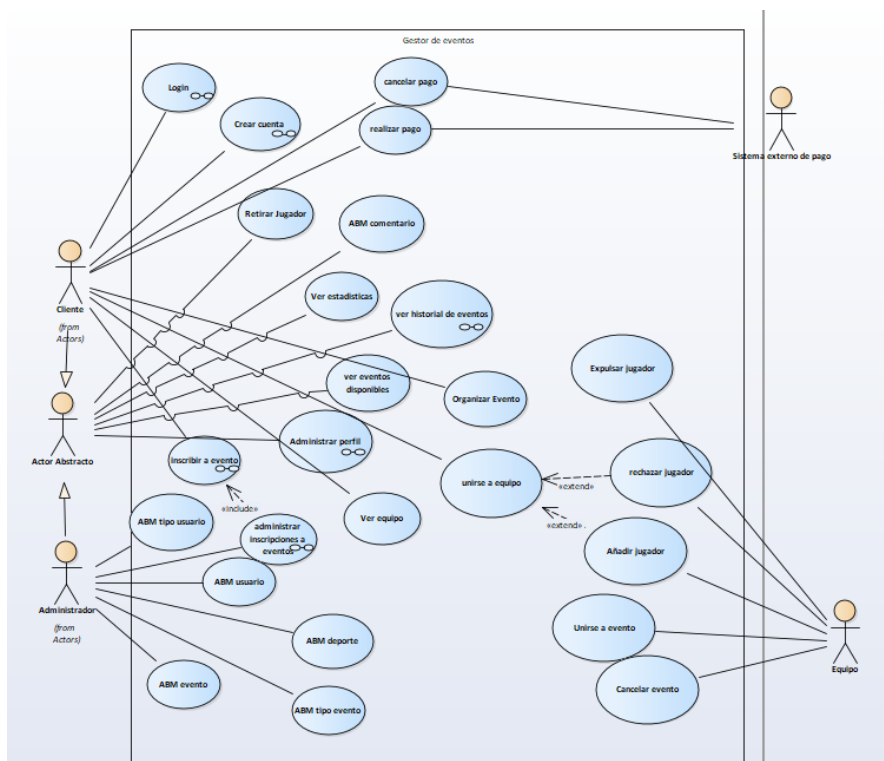 Gestor de eventos
Login
cancelar pago
Crear cuenta
realizar pago
Sistema externo de pago
Retirar Jugador
ABM comentario
Cliente
(from
Actors)
Ver estadisticas
ver historial de eventos
ver eventos
disponibles
Expulsar jugador
Organizar Evento
Actor Abstracto
Administrar perfil
inscribir a evento
unirse a equipo
rechazar jugador
«extend»
«include»
ABM tipo usuario
administrar
inscripciones a
eventos
Ver equipo
«extend» .
Añadir jugador
ABM usuario
Administrador
(from
Actors)
Unirse a evento
ABM deporte
Equipo
ABM evento
Cancelar evento
ABM tipo evento